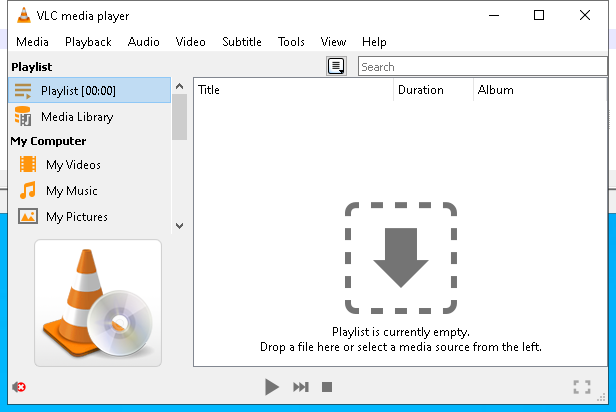 VLC media player
Media Playback Audio Video Subtitle Tools View Help
Playlist
Search
Playlist [00:00]
Media Library
My Computer
My Videos
My Music
My Pictures
Title Duration Album
Playlist is currently empty.
Drop a file here or select a media source from the left.